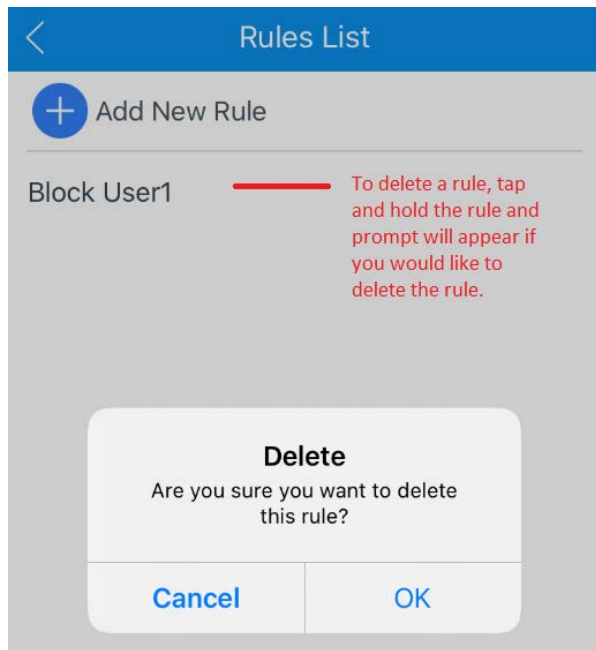 Rules List
Add New Rule
Block User1
To delete a rule, tap
and hold the rule and
prompt will appear if
you would like to
delete the rule.
Delete
Are you sure you want to delete
this rule?
Cancel
OK